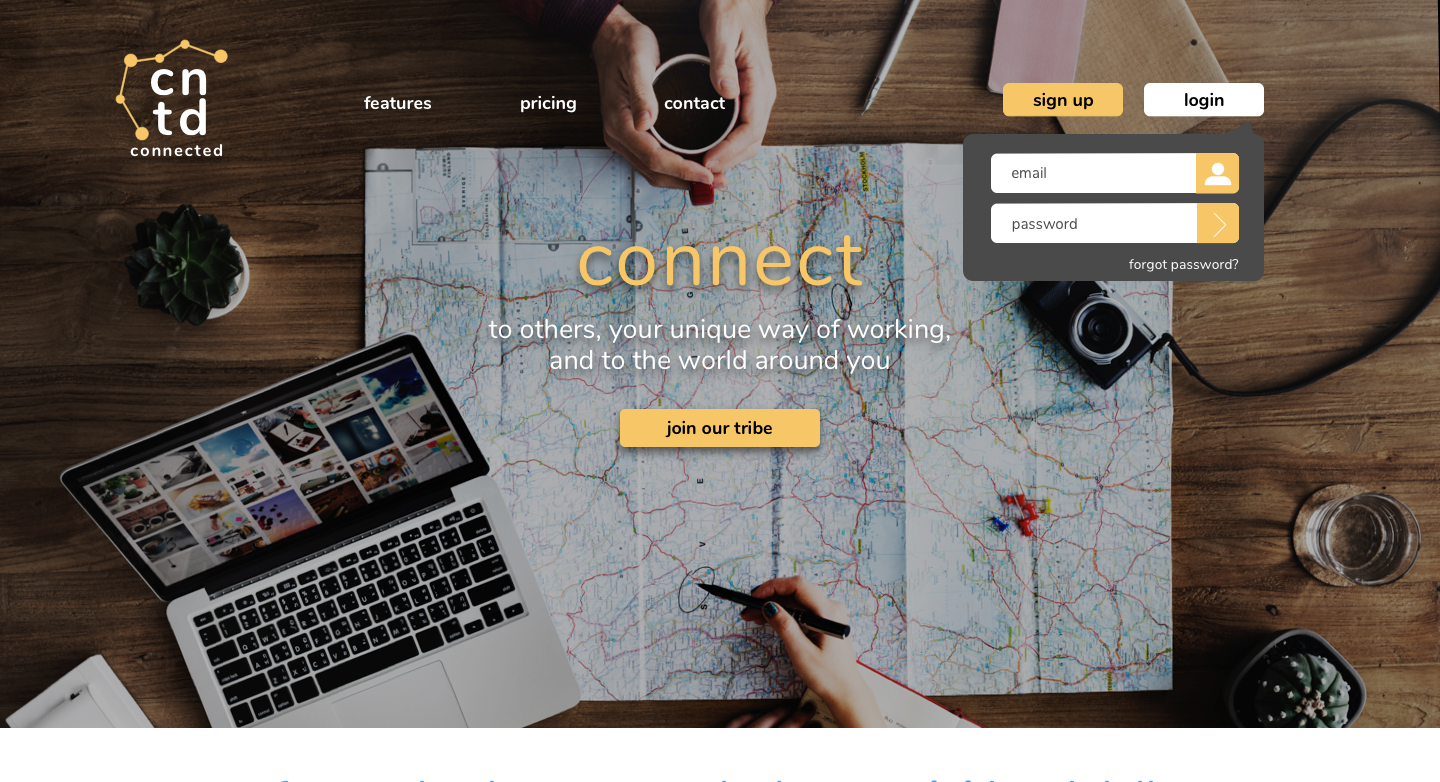 cn
td
connected
features
pricing
contact
sign up
login
email
password
forgot password?
STOCKHOLM
connect
to others, your unique way of working,
and to the world around you
join our tribe